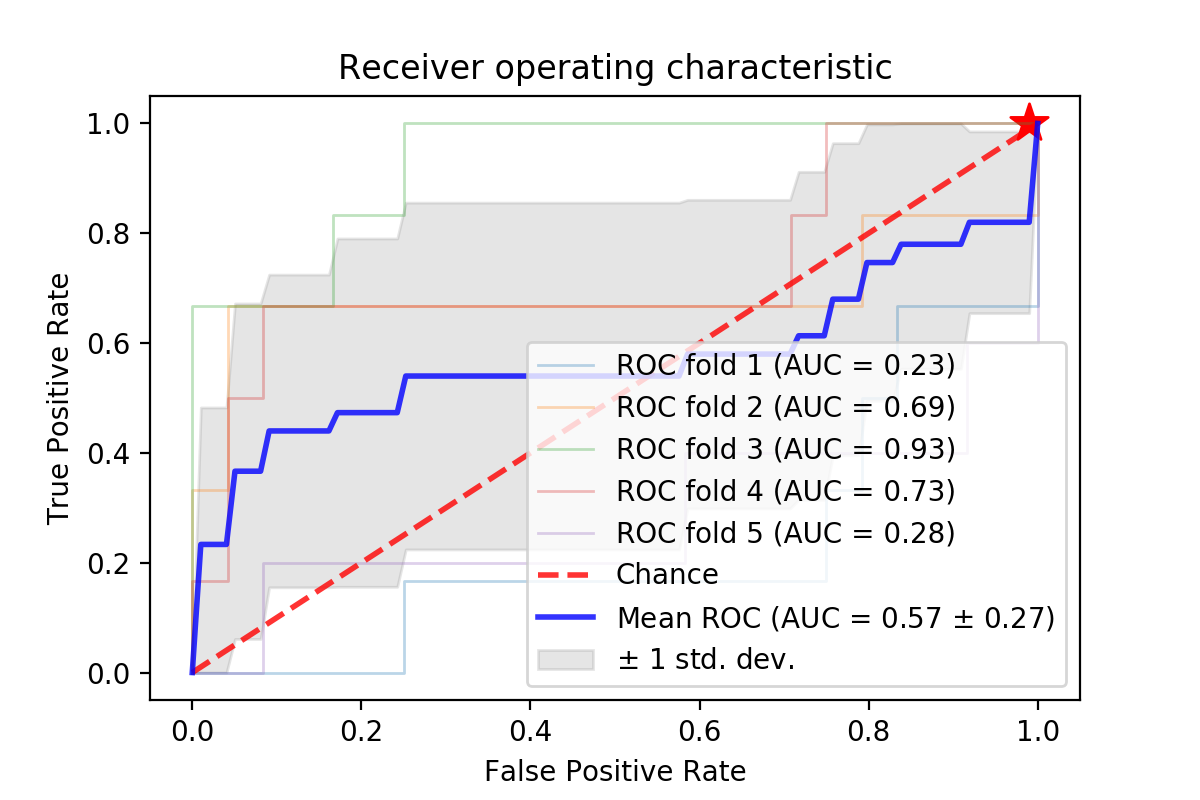 Receiver operating characteristic
True Positive Rate
1.0
0.8
0.6
0.4
0.2
0.0
ROC fold 1 (AUC = 0.23)
ROC fold 2 (AUC = 0.69)
ROC fold 3 (AUC = 0.93)
ROC fold 4 (AUC = 0.73)
ROC fold 5 (AUC = 0.28)
Chance
Mean ROC (AUC = 0.57 ± 0.27)
± 1 std. dev.
0.0 0.2 0.4 0.6 0.8 1.0
False Positive Rate